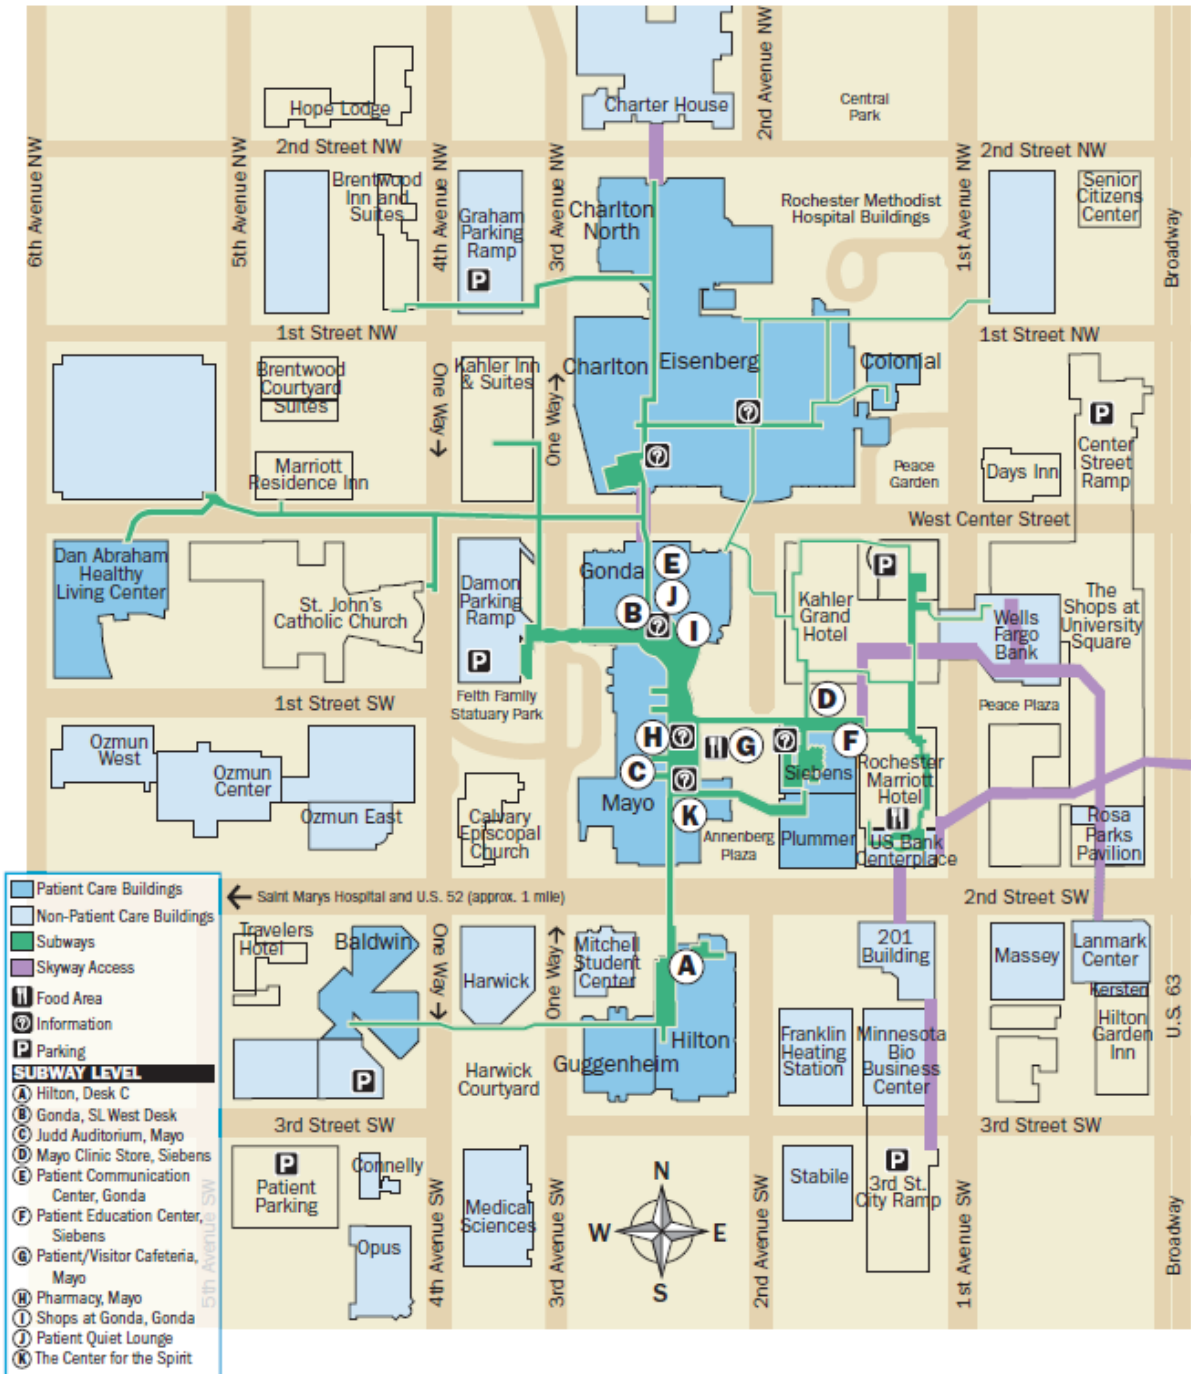 6th Avenue NW
5th Avenue NW
4th Avenue NW
3rd Avenue NW
2nd Avenue NW
1st Avenue NW
Broadway
Hope Lodge
Charter House
Central
Park
2nd Street NW
2nd Street NW
Brentwood
Inn and
Suites
Graham
Parking
Ramp
P
Charlton
North
Rochester Methodist
Hospital Buildings
Senior
Citizens
Center
1st Street NW
1st Street NW
Brentwood
Courtyard
Suites
One Way
Kahler Inn
& Suites
One Way
Charlton
Eisenberg
Colonial
P
Center
Street
Ramp
Marriott
Residence Inn
?
?
Peace
Garden
Days Inn
West Center Street
Dan Abraham
Healthy
Living Center
St. John's
Catholic Church
Damon
Parking
Ramp
P
Gonda
E
J
B
?
I
P
Kahler
Grand
Hotel
Wells
Fargo
Bank
The
Shops at
University
Square
1st Street SW
Feith Family
Statuary Park
D
Peace Plaza
Ozmun
West
Ozmun
Center
Ozmun East
Calvary
Episcopal
Church
H
?
G
?
F
C
?
Mayo
K
Annenberg
Plaza
Siebens
Plummer
Rochester
Marriott
Hotel
US Bank
Centerplace
Rosa
Parks
Pavilion
Saint Marys Hospital and U.S. 52 (approx. 1 mile)
2nd Street SW
Travelers
Hotel
Baldwin
One Way
Harwick
One Way
Mitchell
Student
Center
A
201
Building
Massey
Lanmark
Center
Kersten
Hilton
Garden
Inn
U.S. 63
P
Harwick
Courtyard
Guggenheim
Hilton
Franklin
Heating
Station
Minnesota
Bio
Business
Center
3rd Street SW
3rd Street SW
P
Patient
Parking
Connelly
Opus
Medical
Sciences
N
W
E
S
Stabile
P
3rd St.
City Ramp
5th Avenue SW
4th Avenue SW
3rd Avenue SW
2nd Avenue SW
1st Avenue SW
Broadway
Patient Care Buildings
Non-Patient Care Buildings
Subways
Skyway Access
Food Area
? Information
P Parking
SUBWAY LEVEL
A Hilton, Desk C
B Gonda, SL West Desk
C Judd Auditorium, Mayo
D Mayo Clinic Store, Siebens
E Patient Communication
Center, Gonda
F Patient Education Center,
Siebens
G Patient/Visitor Cafeteria,
Mayo
H Pharmacy, Mayo
I Shops at Gonda, Gonda
J Patient Quiet Lounge
K The Center for the Spirit